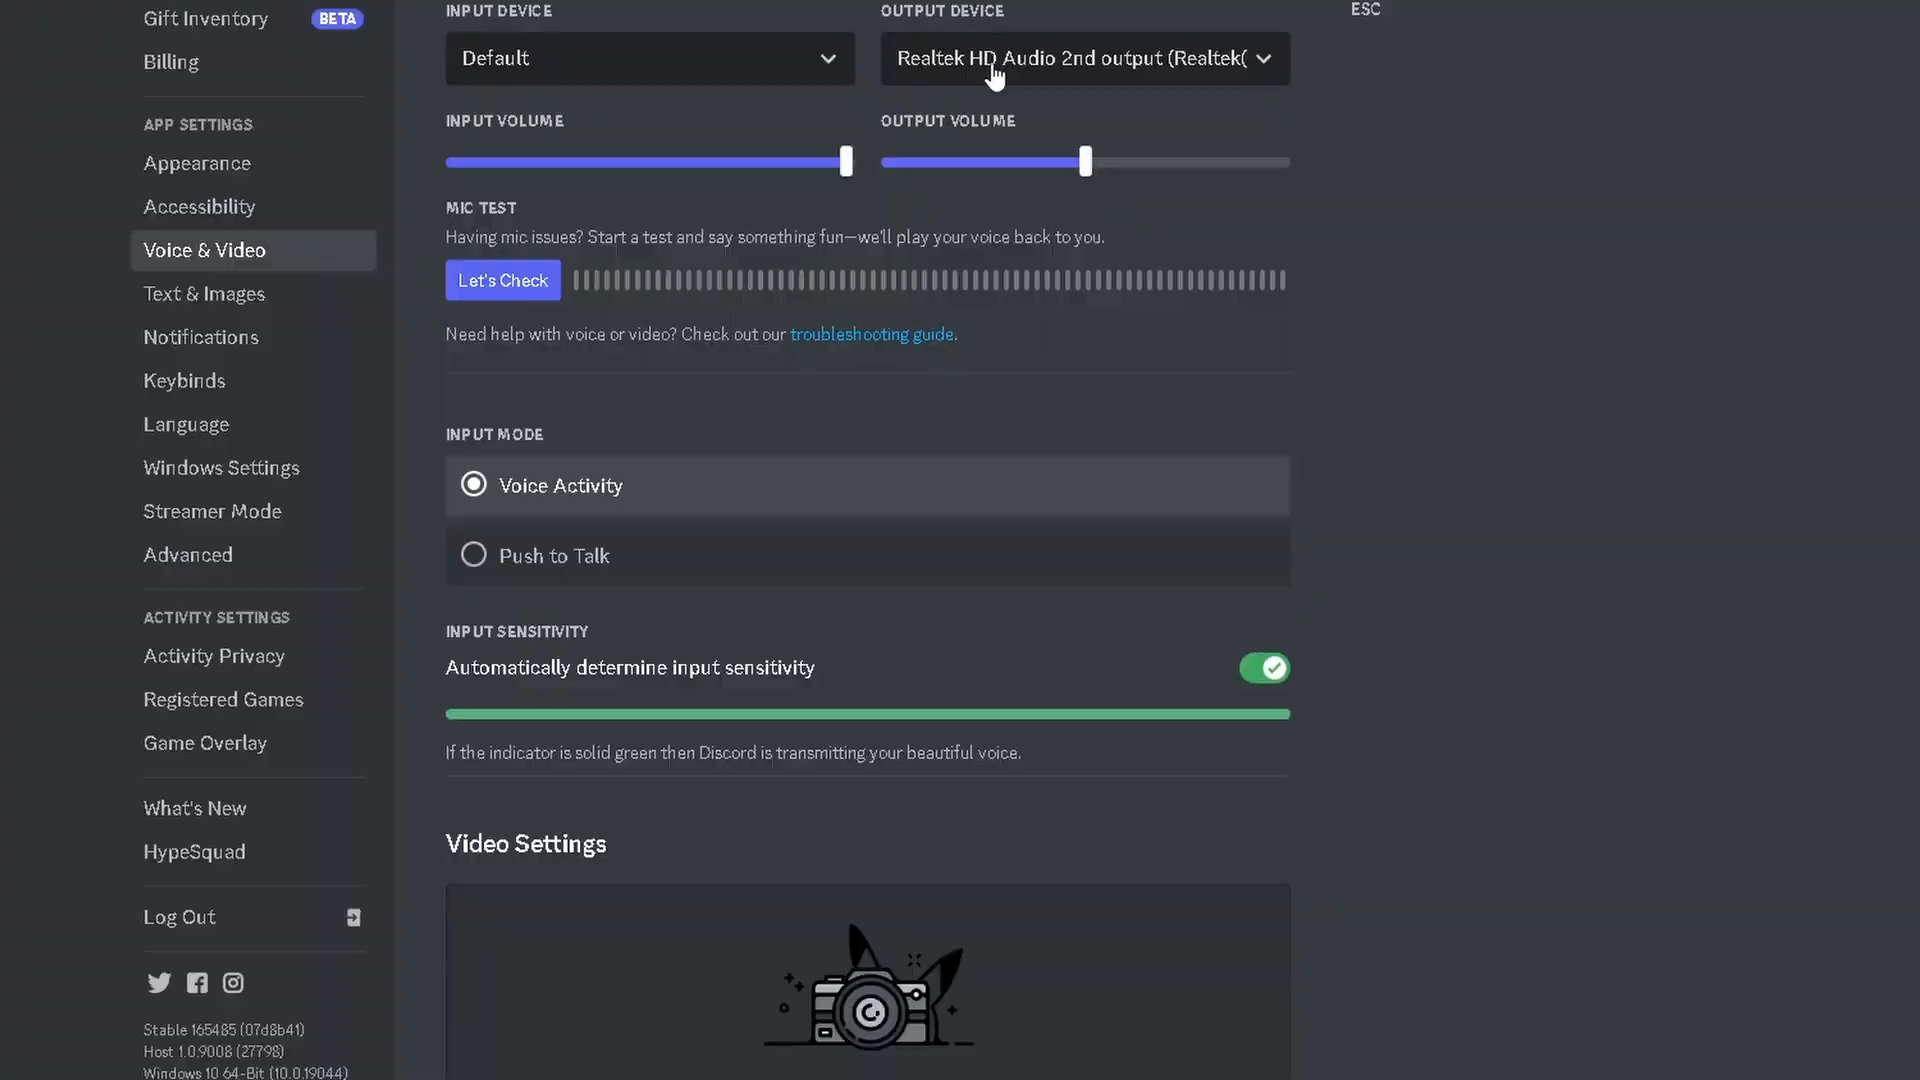 Gift Inventory
BETA
Billing
APP SETTINGS
Appearance
Accessibility
Voice & Video
Text & Images
Notifications
Keybinds
Language
Windows Settings
Streamer Mode
Advanced
ACTIVITY SETTINGS
Activity Privacy
Registered Games
Game Overlay
What's New
HypeSquad
Log Out
Stable 165485 (07d8b41)
Host 1.0.9008 (27798)
Windows 10 64-Bit (10.0.19044)
INPUT DEVICE
Default
OUTPUT DEVICE
Realtek HD Audio 2nd output (Realtek(
INPUT VOLUME
OUTPUT VOLUME
MIC TEST
Having mic issues? Start a test and say something fun—we'll play your voice back to you.
Let's Check
Need help with voice or video? Check out our troubleshooting guide.
INPUT MODE
Voice Activity
Push to Talk
INPUT SENSITIVITY
Automatically determine input sensitivity
If the indicator is solid green then Discord is transmitting your beautiful voice.
Video Settings
ESC